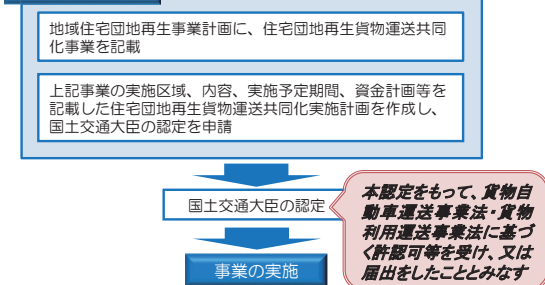 地域住宅団地再生事業計画に、住宅団地再生貨物運送共同
化事業を記載
上記事業の実施区域、内容、実施予定期間、資金計画等を
記載した住宅団地再生貨物運送共同化実施計画を作成し、
国土交通大臣の認定を申請
国土交通大臣の認定
本認定をもって、貨物自
動車運送事業法・貨物
利用運送事業法に基づ
く許認可等を受け、又は
届出をしたこととみなす
事業の実施